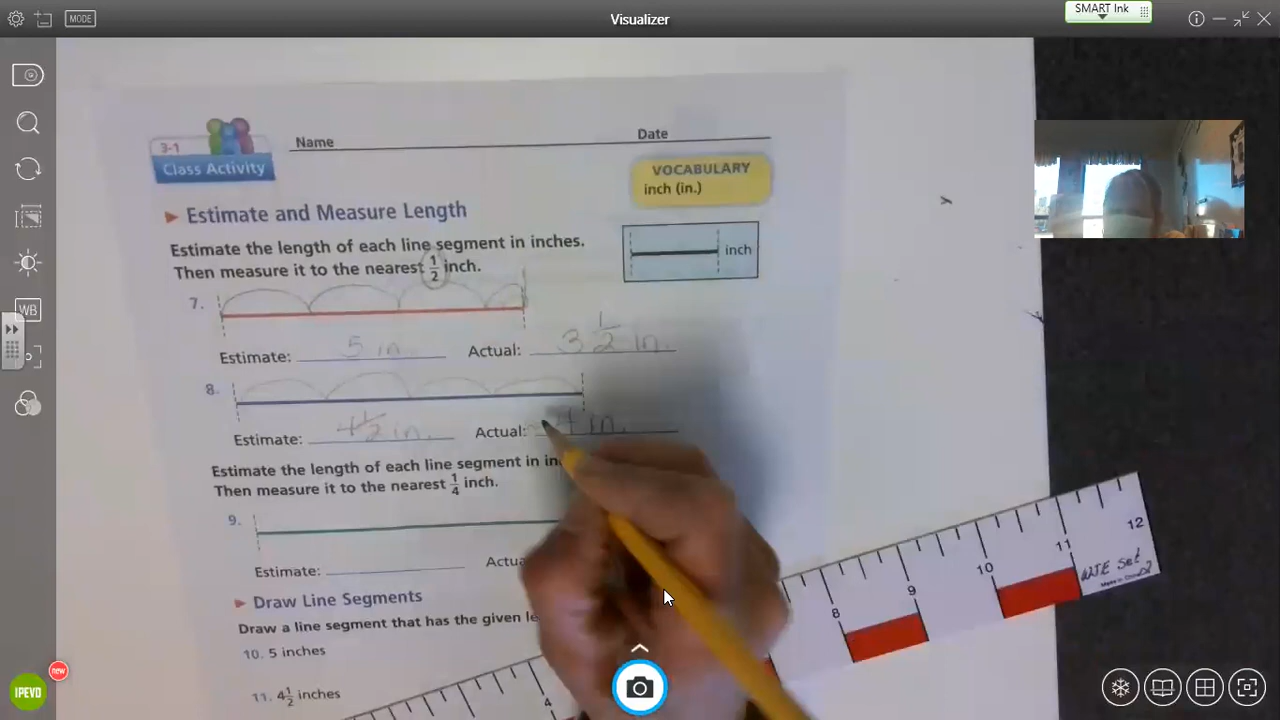 Visualizer
SMART Ink
MODE
WB
3-1
Class Activity
Name
Date
VOCABULARY
inch (in.)
Estimate and Measure Length
Estimate the length of each line segment in inches.
Then measure it to the nearest 1/2 inch.
inch
7.
Estimate: 5 in. Actual: 3 1/2 in.
8.
Estimate: 4 1/2 in. Actual: 4 in.
Estimate the length of each line segment in
Then measure it to the nearest 1/4 inch.
9.
Estimate:
Draw Line Segments
Draw a line segment that has the given
10. 5 inches
11. 4 1/2 inches
4
8
9
10
11
12
Set
new
IPEVO